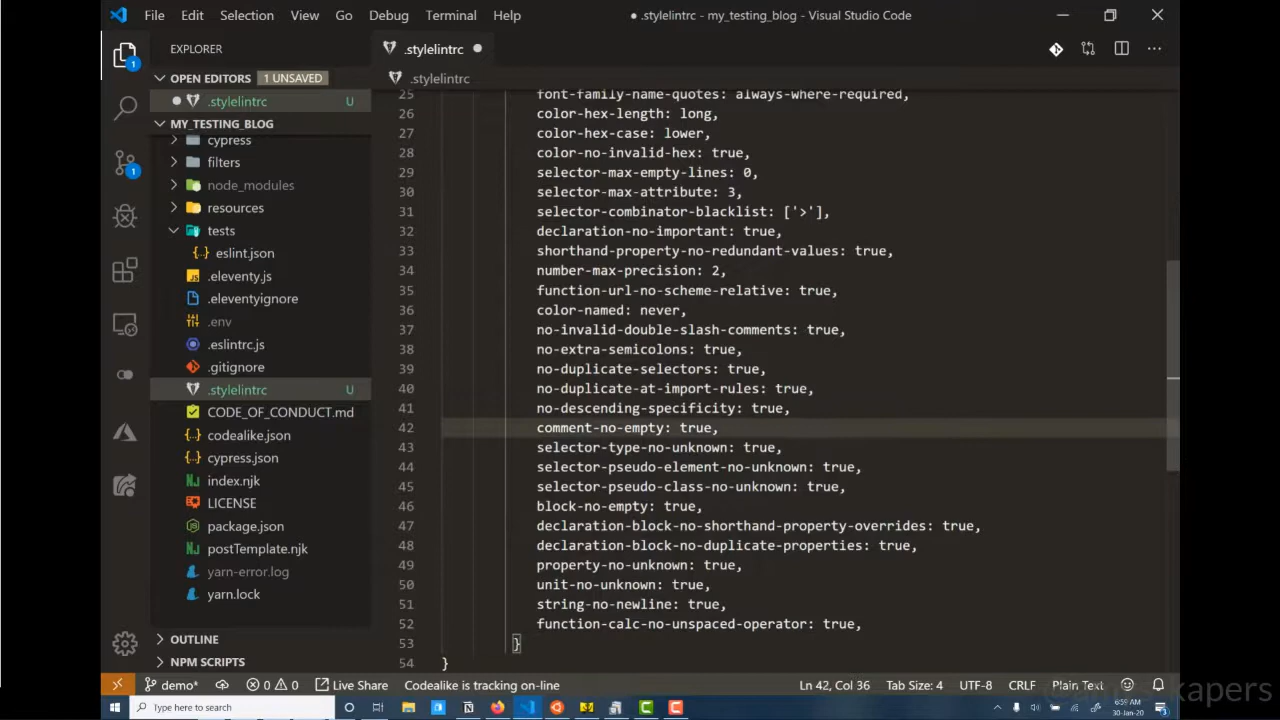 File Edit Selection View Go Debug Terminal Help
● .stylelintrc - my_testing_blog - Visual Studio Code
EXPLORER
OPEN EDITORS 1 UNSAVED
.stylelintrc U
MY_TESTING_BLOG
cypress
filters
node_modules
resources
tests
eslint.json
.eleventy.js
.eleventyignore
.env
.eslintrc.js
.gitignore
.stylelintrc U
CODE_OF_CONDUCT.md
codealike.json
cypress.json
index.njk
LICENSE
package.json
postTemplate.njk
yarn-error.log
yarn.lock
OUTLINE
NPM SCRIPTS
.stylelintrc
.stylelintrc
25 font-family-name-quotes: always-where-required,
26 color-hex-length: long,
27 color-hex-case: lower,
28 color-no-invalid-hex: true,
29 selector-max-empty-lines: 0,
30 selector-max-attribute: 3,
31 selector-combinator-blacklist: ['>'],
32 declaration-no-important: true,
33 shorthand-property-no-redundant-values: true,
34 number-max-precision: 2,
35 function-url-no-scheme-relative: true,
36 color-named: never,
37 no-invalid-double-slash-comments: true,
38 no-extra-semicolons: true,
39 no-duplicate-selectors: true,
40 no-duplicate-at-import-rules: true,
41 no-descending-specificity: true,
42 comment-no-empty: true,
43 selector-type-no-unknown: true,
44 selector-pseudo-element-no-unknown: true,
45 selector-pseudo-class-no-unknown: true,
46 block-no-empty: true,
47 declaration-block-no-shorthand-property-overrides: true,
48 declaration-block-no-duplicate-properties: true,
49 property-no-unknown: true,
50 unit-no-unknown: true,
51 string-no-newline: true,
52 function-calc-no-unspaced-operator: true,
53 }
54 }
demo* 0 0 Live Share Codealike is tracking on-line Ln 42, Col 36 Tab Size: 4 UTF-8 CRLF Plain Text
Type here to search
6:59 AM
30-Jan-20